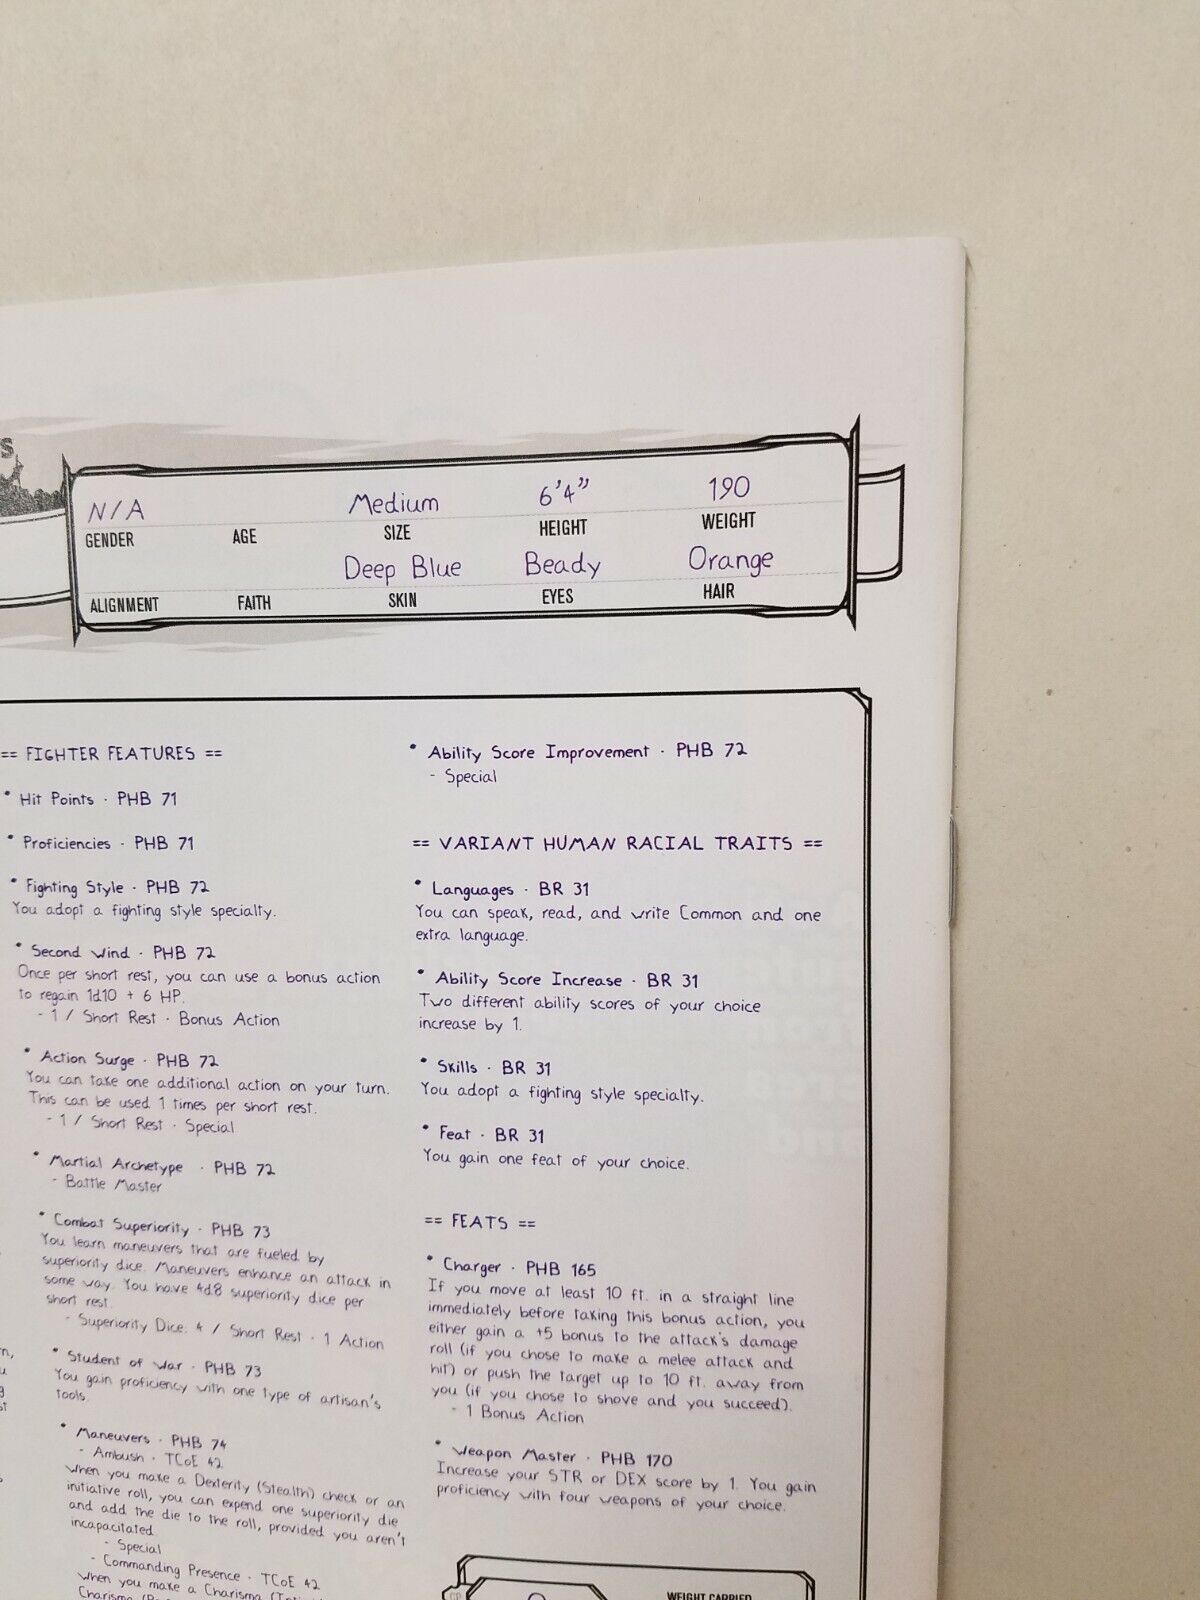 N/A Medium 6'4" 190
GENDER AGE SIZE HEIGHT WEIGHT
Deep Blue Beady Orange
ALIGNMENT FAITH SKIN EYES HAIR
== FIGHTER FEATURES ==
* Hit Points · PHB 71
* Proficiencies · PHB 71
* Fighting Style · PHB 72
You adopt a fighting style specialty.
* Second Wind · PHB 72
Once per short rest, you can use a bonus action
to regain 1d10 + 6 HP.
- 1 / Short Rest · Bonus Action
* Action Surge · PHB 72
You can take one additional action on your turn.
This can be used 1 times per short rest.
- 1 / Short Rest · Special
* Martial Archetype · PHB 72
- Battle Master
* Combat Superiority · PHB 73
You learn maneuvers that are fueled by
superiority dice. Maneuvers enhance an attack in
some way. You have 4d8 superiority dice per
short rest.
- Superiority Dice: 4 / Short Rest · 1 Action
* Student of War · PHB 73
You gain proficiency with one type of artisan's
tools.
* Maneuvers · PHB 74
- Ambush · TCoE 42
When you make a Dexterity (Stealth) check or an
initiative roll, you can expend one superiority die
and add the die to the roll, provided you aren't
incapacitated.
- Special
- Commanding Presence · TCoE 42
When you make a Charisma
Charisma
* Ability Score Improvement · PHB 72
- Special
== VARIANT HUMAN RACIAL TRAITS ==
* Languages · BR 31
You can speak, read, and write Common and one
extra language.
* Ability Score Increase · BR 31
Two different ability scores of your choice
increase by 1.
* Skills · BR 31
You adopt a fighting style specialty.
* Feat · BR 31
You gain one feat of your choice.
== FEATS ==
* Charger · PHB 165
If you move at least 10 ft. in a straight line
immediately before taking this bonus action, you
either gain a +5 bonus to the attack's damage
roll (if you chose to make a melee attack and
hit) or push the target up to 10 ft. away from
you (if you chose to shove and you succeed).
- 1 Bonus Action
* Weapon Master · PHB 170
Increase your STR or DEX score by 1. You gain
proficiency with four weapons of your choice.
WEIGHT CARRIED